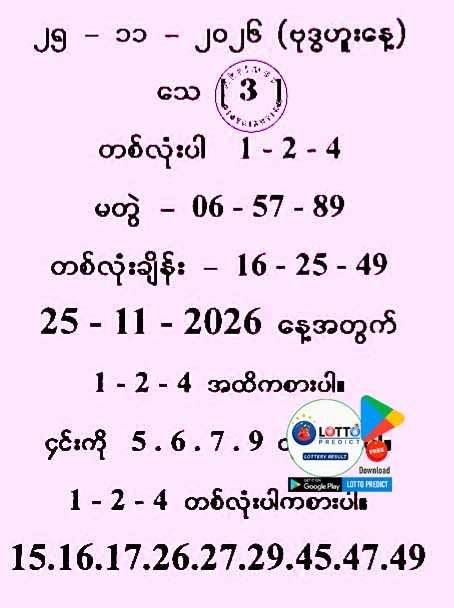 ၂၅ – ၁၁ – ၂၀၂၆ (ဗုဒ္ဓဟူးနေ့)
သေ [ 3 ]
တစ်လုံးပါ 1 - 2 - 4
မတွဲ – 06 - 57 - 89
တစ်လုံးချိန်း – 16 - 25 - 49
25 - 11 - 2026 နေ့အတွက်
1 - 2 - 4 အထိကစားပါ။
၄င်းကို 5 . 6 . 7 . 9
LOTTO
PREDICT
LOTTERY RESULT
FREE
Download
GET IT ON
Google Play LOTTO PREDICT
1 - 2 - 4 တစ်လုံးပါကစားပါ။
15.16.17.26.27.29.45.47.49